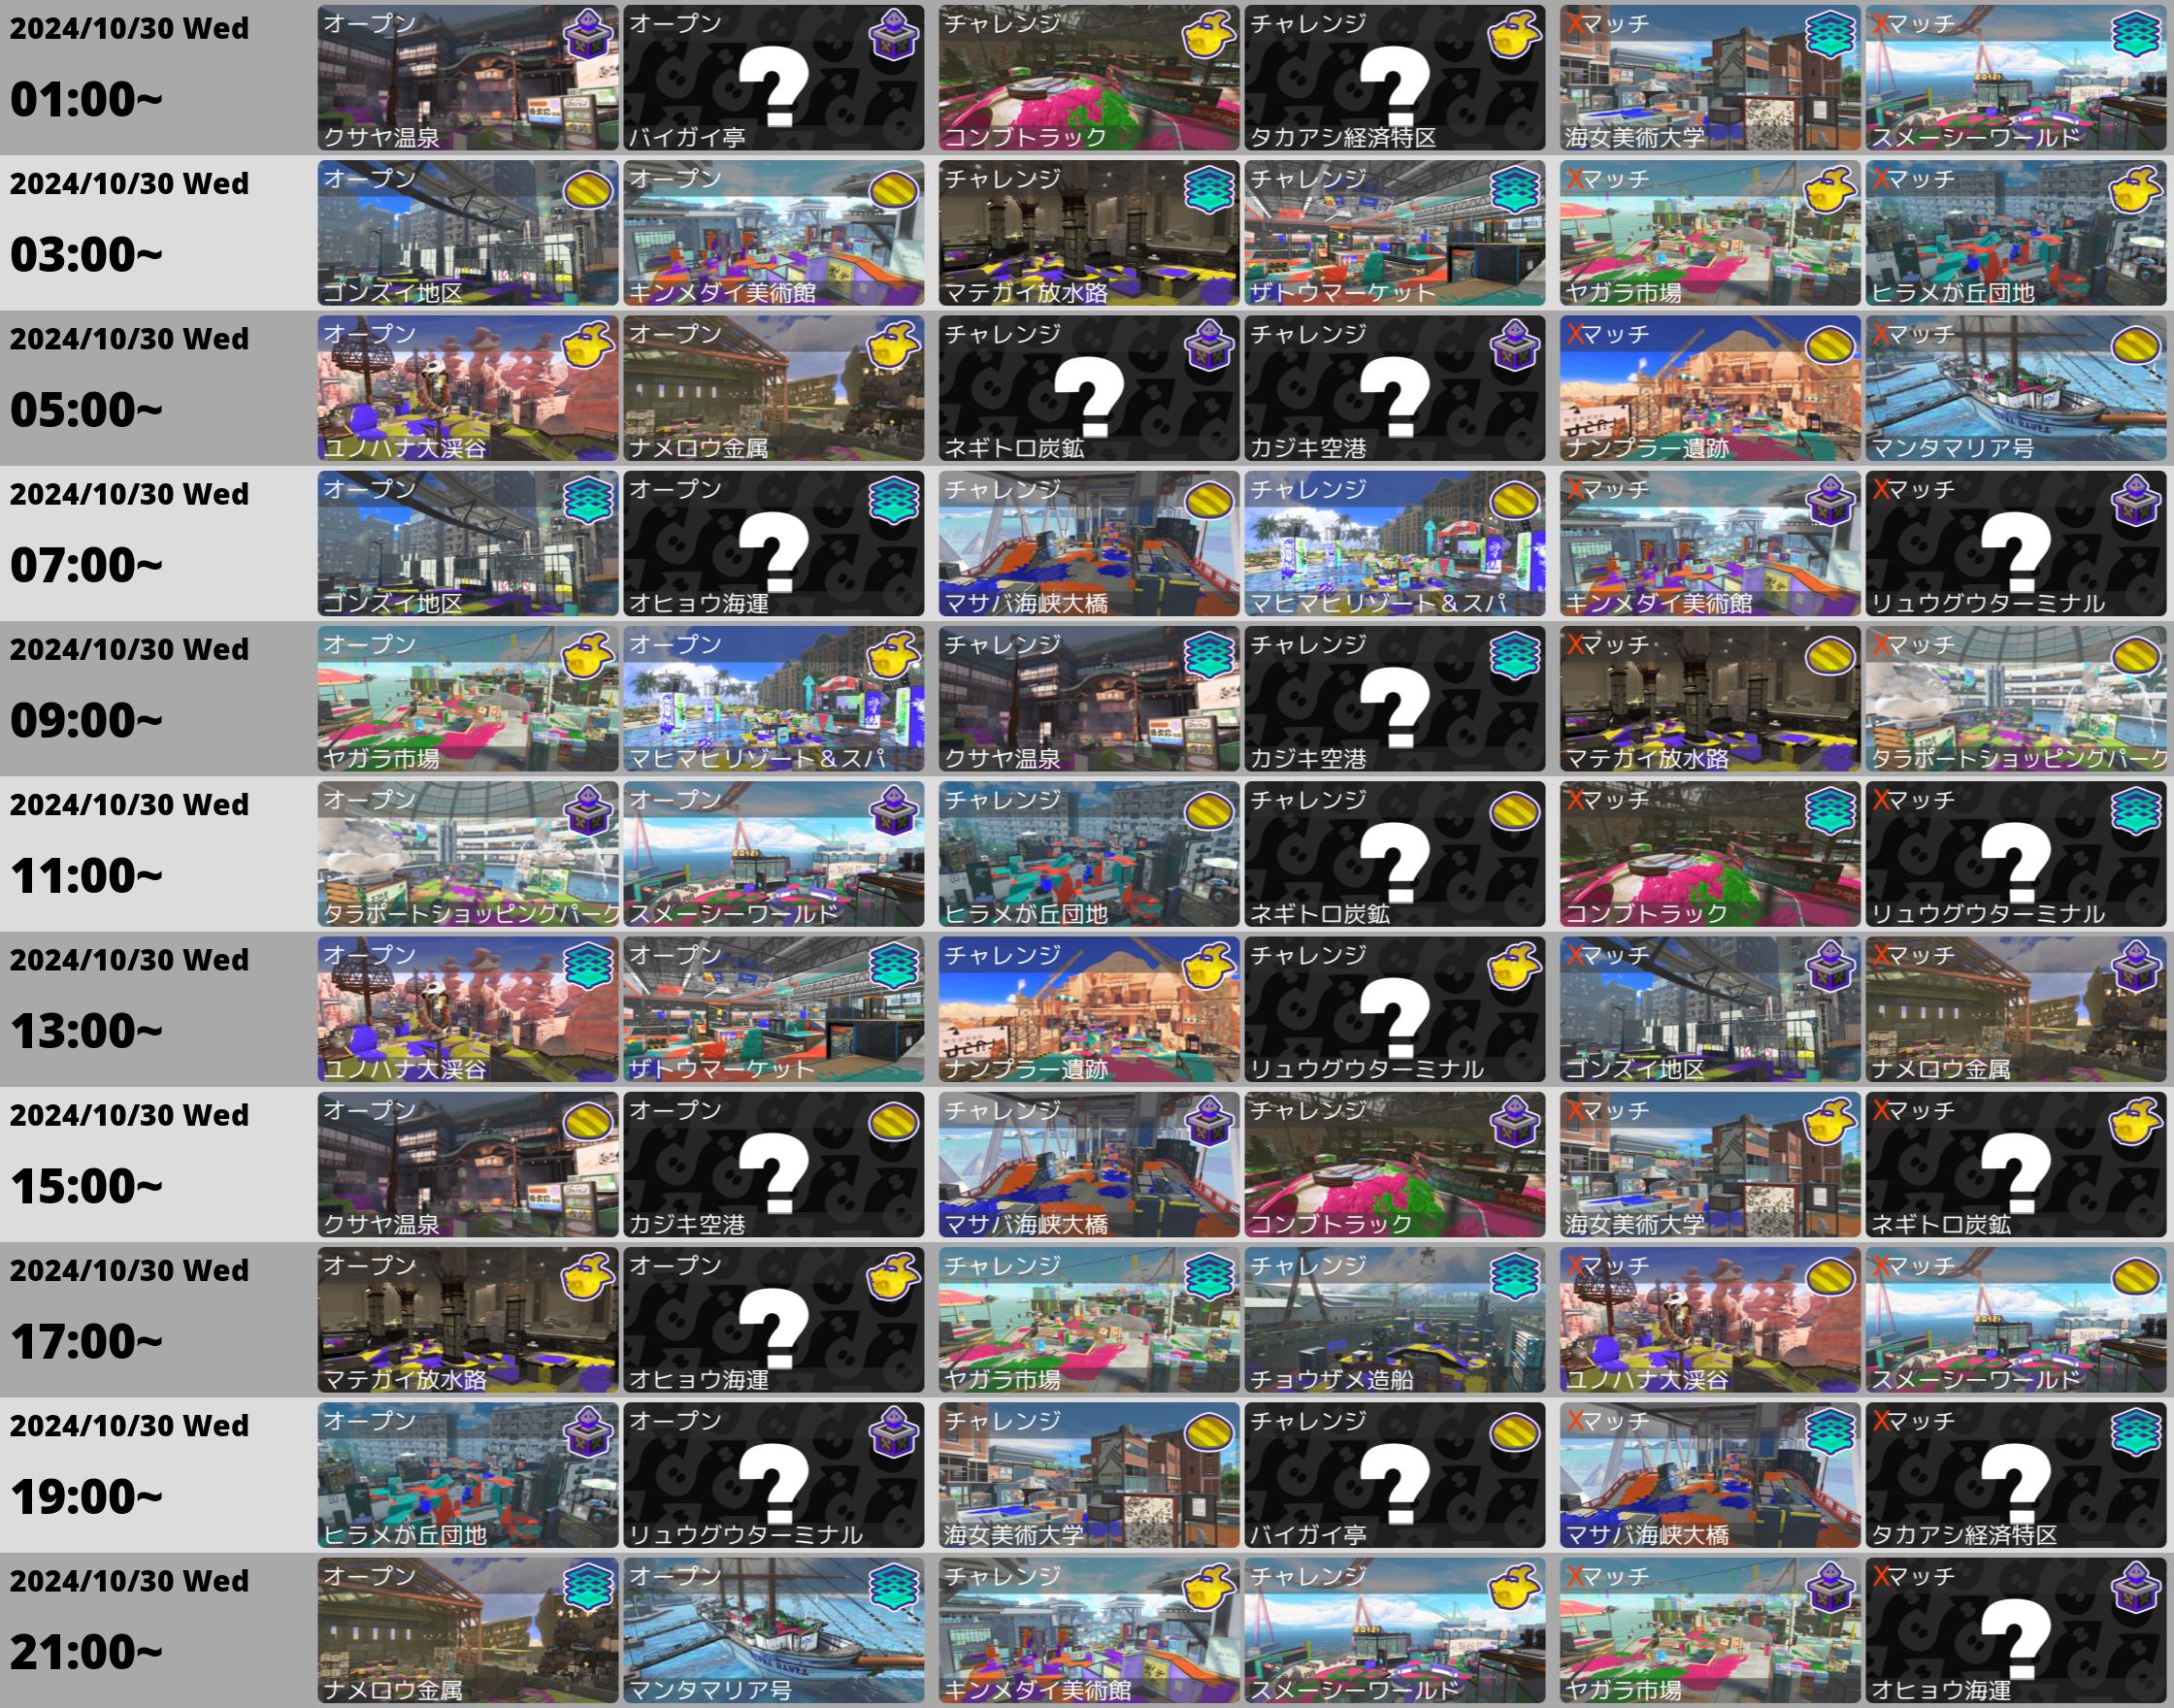 2024/10/30 Wed
01:00~
オープン
クサヤ温泉
オープン
バイガイ亭
チャレンジ
コンブトラック
チャレンジ
タカアシ経済特区
Xマッチ
海女美術大学
Xマッチ
スメーシーワールド
2024/10/30 Wed
03:00~
オープン
ゴンズイ地区
オープン
キンメダイ美術館
チャレンジ
マテガイ放水路
チャレンジ
ザトウマーケット
Xマッチ
ヤガラ市場
Xマッチ
ヒラメが丘団地
2024/10/30 Wed
05:00~
オープン
ユノハナ大渓谷
オープン
ナメロウ金属
チャレンジ
ネギトロ炭鉱
チャレンジ
カジキ空港
Xマッチ
ナンプラー遺跡
Xマッチ
マンタマリア号
2024/10/30 Wed
07:00~
オープン
ゴンズイ地区
オープン
オヒョウ海運
チャレンジ
マサバ海峡大橋
チャレンジ
マヒマヒリゾート&スパ
Xマッチ
キンメダイ美術館
Xマッチ
リュウグウターミナル
2024/10/30 Wed
09:00~
オープン
ヤガラ市場
オープン
マヒマヒリゾート&スパ
チャレンジ
クサヤ温泉
チャレンジ
カジキ空港
Xマッチ
マテガイ放水路
Xマッチ
タラポートショッピングパーク
2024/10/30 Wed
11:00~
オープン
タラポートショッピングパーク
オープン
スメーシーワールド
チャレンジ
ヒラメが丘団地
チャレンジ
ネギトロ炭鉱
Xマッチ
コンブトラック
Xマッチ
リュウグウターミナル
2024/10/30 Wed
13:00~
オープン
ユノハナ大渓谷
オープン
ザトウマーケット
チャレンジ
ナンプラー遺跡
チャレンジ
リュウグウターミナル
Xマッチ
ゴンズイ地区
Xマッチ
ナメロウ金属
2024/10/30 Wed
15:00~
オープン
クサヤ温泉
オープン
カジキ空港
チャレンジ
マサバ海峡大橋
チャレンジ
コンブトラック
Xマッチ
海女美術大学
Xマッチ
ネギトロ炭鉱
2024/10/30 Wed
17:00~
オープン
マテガイ放水路
オープン
オヒョウ海運
チャレンジ
ヤガラ市場
チャレンジ
チョウザメ造船
Xマッチ
ユノハナ大渓谷
Xマッチ
スメーシーワールド
2024/10/30 Wed
19:00~
オープン
ヒラメが丘団地
オープン
リュウグウターミナル
チャレンジ
海女美術大学
チャレンジ
バイガイ亭
Xマッチ
マサバ海峡大橋
Xマッチ
タカアシ経済特区
2024/10/30 Wed
21:00~
オープン
ナメロウ金属
オープン
マンタマリア号
チャレンジ
キンメダイ美術館
チャレンジ
スメーシーワールド
Xマッチ
ヤガラ市場
Xマッチ
オヒョウ海運